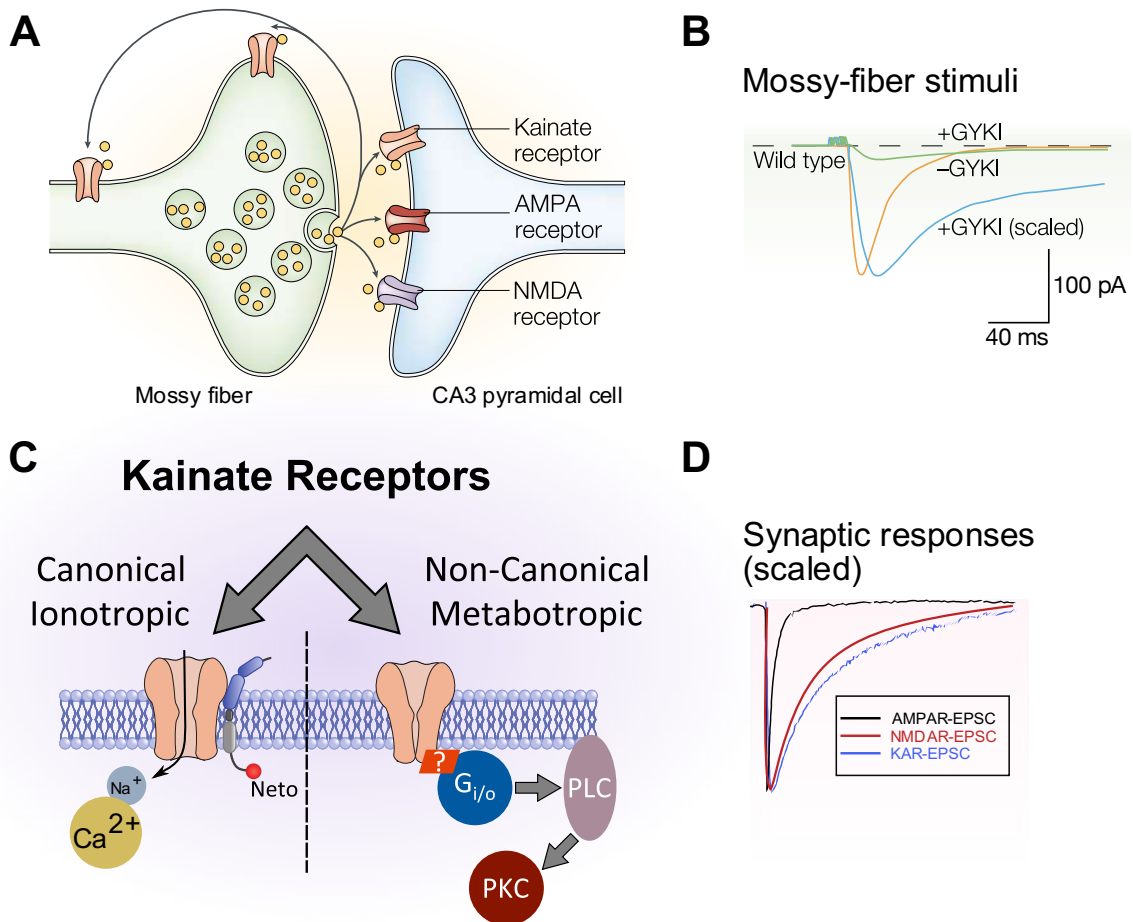 A
Kainate
receptor
AMPA
receptor
NMDA
receptor
Mossy fiber
CA3 pyramidal cell
B
Mossy-fiber stimuli
+GYKI
Wild type
–GYKI
+GYKI (scaled)
100 pA
40 ms
C
Kainate Receptors
Canonical
Ionotropic
Non-Canonical
Metabotropic
?
Na+
Ca2+
Neto
Gi/o
PLC
PKC
D
Synaptic responses
(scaled)
AMPAR-EPSC
NMDAR-EPSC
KAR-EPSC